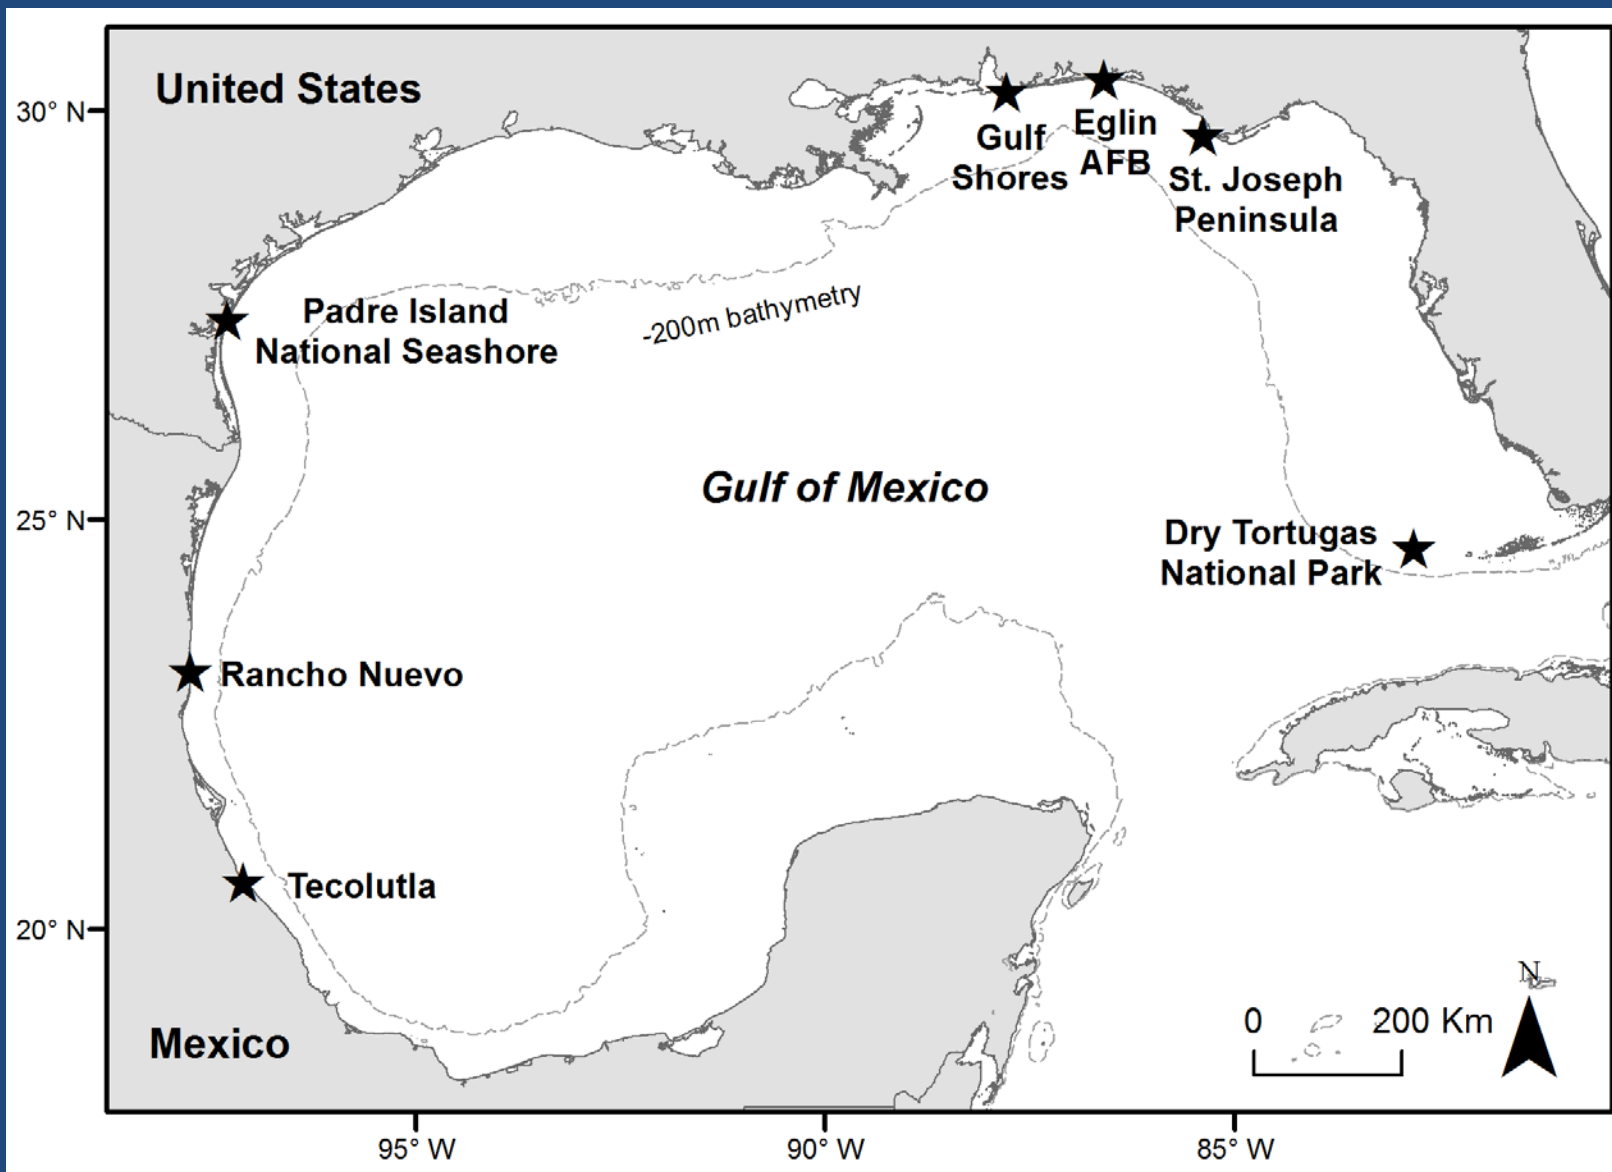 United States
30° N
Gulf
Shores
Eglin
AFB
St. Joseph
Peninsula
Padre Island
National Seashore
-200m bathymetry
Gulf of Mexico
25° N
Dry Tortugas
National Park
Rancho Nuevo
Tecolutla
20° N
N
0 200 Km
Mexico
95° W 90° W 85° W